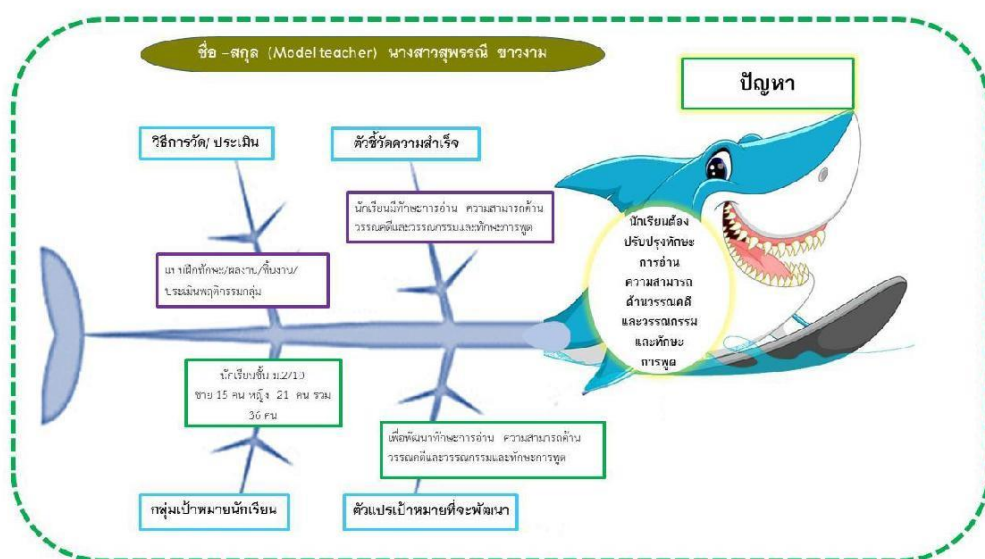 ชื่อ –สกุล (Model teacher) นางสาวสุพรรณี ขาวงาม
ปัญหา
วิธีการวัด/ ประเมิน
ตัวชี้วัดความสำเร็จ
นักเรียนมีทักษะการอ่าน ความสามารถด้าน
วรรณคดีและวรรณกรรมและทักษะการพูด
แบบฝึกทักษะ/ผลงาน/ชิ้นงาน/
ประเมินพฤติกรรมกลุ่ม
นักเรียนต้อง
ปรับปรุงทักษะ
การอ่าน
ความสามารถ
ด้านวรรณคดี
และวรรณกรรม
และทักษะ
การพูด
นักเรียนชั้น ม.2/10
ชาย 15 คน หญิง 21 คน รวม
36 คน
เพื่อพัฒนาทักษะการอ่าน ความสามารถด้าน
วรรณคดีและวรรณกรรมและทักษะการพูด
กลุ่มเป้าหมายนักเรียน
ตัวแปรเป้าหมายที่จะพัฒนา